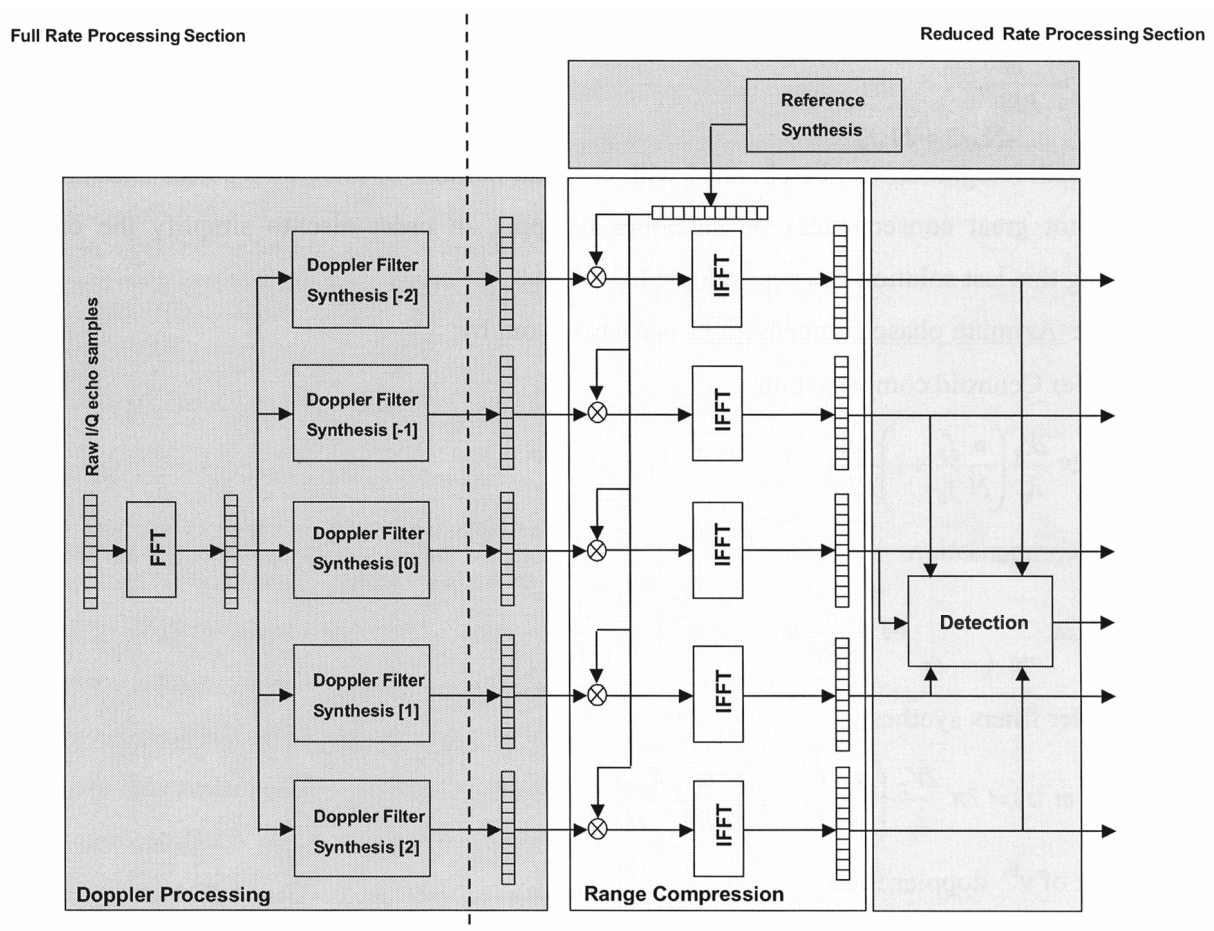 Full Rate Processing Section
Reduced Rate Processing Section
Reference
Synthesis
Raw I/Q echo samples
FFT
Doppler Filter
Synthesis [-2]
IFFT
Doppler Filter
Synthesis [-1]
IFFT
Doppler Filter
Synthesis [0]
IFFT
Detection
Doppler Filter
Synthesis [1]
IFFT
Doppler Filter
Synthesis [2]
IFFT
Doppler Processing
Range Compression